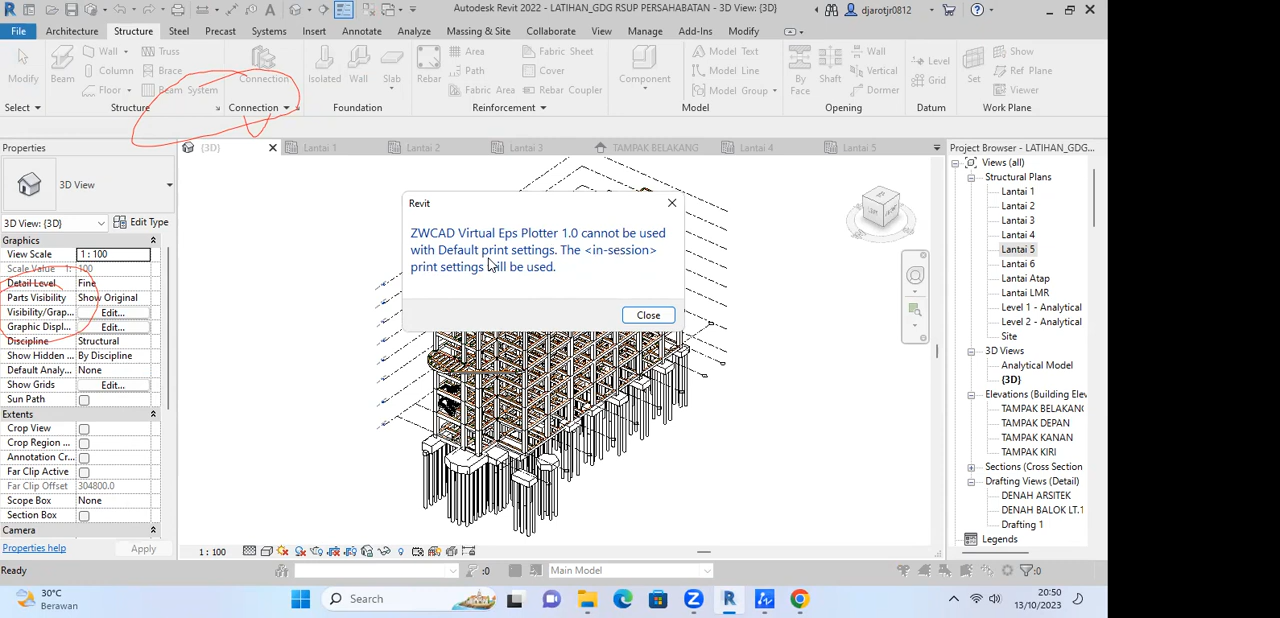 Autodesk Revit 2022 - LATIHAN_GDG RSUP PERSAHABATAN - 3D View: {3D}
djarotjr0812
File
Architecture
Structure
Steel
Precast
Systems
Insert
Annotate
Analyze
Massing & Site
Collaborate
View
Manage
Add-Ins
Modify
Modify
Beam
Wall
Column
Floor
Truss
Brace
Beam System
Connection
Isolated
Wall
Slab
Rebar
Area
Path
Fabric Area
Fabric Sheet
Cover
Rebar Coupler
Component
Model Text
Model Line
Model Group
By Face
Shaft
Wall
Vertical
Dormer
Level
Grid
Set
Show
Ref Plane
Viewer
Select
Structure
Connection
Foundation
Reinforcement
Model
Opening
Datum
Work Plane
Properties
{3D}
Lantai 1
Lantai 2
Lantai 3
TAMPAK BELAKANG
Lantai 4
Lantai 5
Project Browser - LATIHAN_GDG...
3D View
3D View: {3D}
Edit Type
Graphics
View Scale
1 : 100
Scale Value 1:
100
Detail Level
Fine
Parts Visibility
Show Original
Visibility/Grap...
Edit...
Graphic Displ...
Edit...
Discipline
Structural
Show Hidden ...
By Discipline
Default Analy...
None
Show Grids
Edit...
Sun Path
Extents
Crop View
Crop Region ...
Annotation Cr...
Far Clip Active
Far Clip Offset
304800.0
Scope Box
None
Section Box
Camera
Properties help
Apply
Revit
ZWCAD Virtual Eps Plotter 1.0 cannot be used
with Default print settings. The <in-session>
print settings will be used.
Close
Views (all)
Structural Plans
Lantai 1
Lantai 2
Lantai 3
Lantai 4
Lantai 5
Lantai 6
Lantai Atap
Lantai LMR
Level 1 - Analytical
Level 2 - Analytical
Site
3D Views
Analytical Model
{3D}
Elevations (Building Elev
TAMPAK BELAKANG
TAMPAK DEPAN
TAMPAK KANAN
TAMPAK KIRI
Sections (Cross Section
Drafting Views (Detail)
DENAH ARSITEK
DENAH BALOK LT.1
Drafting 1
Legends
1 : 100
Ready
:0
Main Model
:0
30°C
Berawan
Search
20:50
13/10/2023